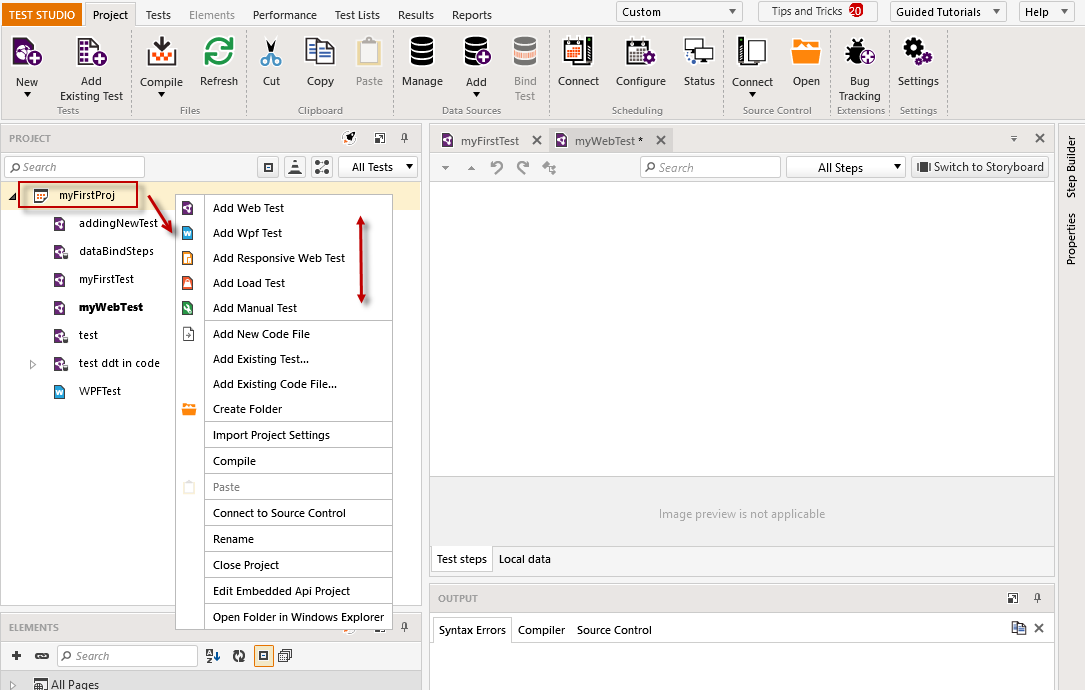 TEST STUDIO Project Tests Elements Performance Test Lists Results Reports Custom Tips and Tricks 20 Guided Tutorials Help
New Add Existing Test Compile Refresh Cut Copy Paste Manage Add Bind Test Connect Configure Status Connect Open Bug Tracking Settings
Tests Files Clipboard Data Sources Scheduling Source Control Extensions Settings
PROJECT
Search All Tests
myFirstProj
addingNewTest
dataBindSteps
myFirstTest
myWebTest
test
test ddt in code
WPFTest
Add Web Test
Add Wpf Test
Add Responsive Web Test
Add Load Test
Add Manual Test
Add New Code File
Add Existing Test...
Add Existing Code File...
Create Folder
Import Project Settings
Compile
Paste
Connect to Source Control
Rename
Close Project
Edit Embedded Api Project
Open Folder in Windows Explorer
ELEMENTS
Search
All Pages
myFirstTest myWebTest *
Search All Steps Switch to Storyboard
Image preview is not applicable
Test steps Local data
OUTPUT
Syntax Errors Compiler Source Control
Step Builder
Properties